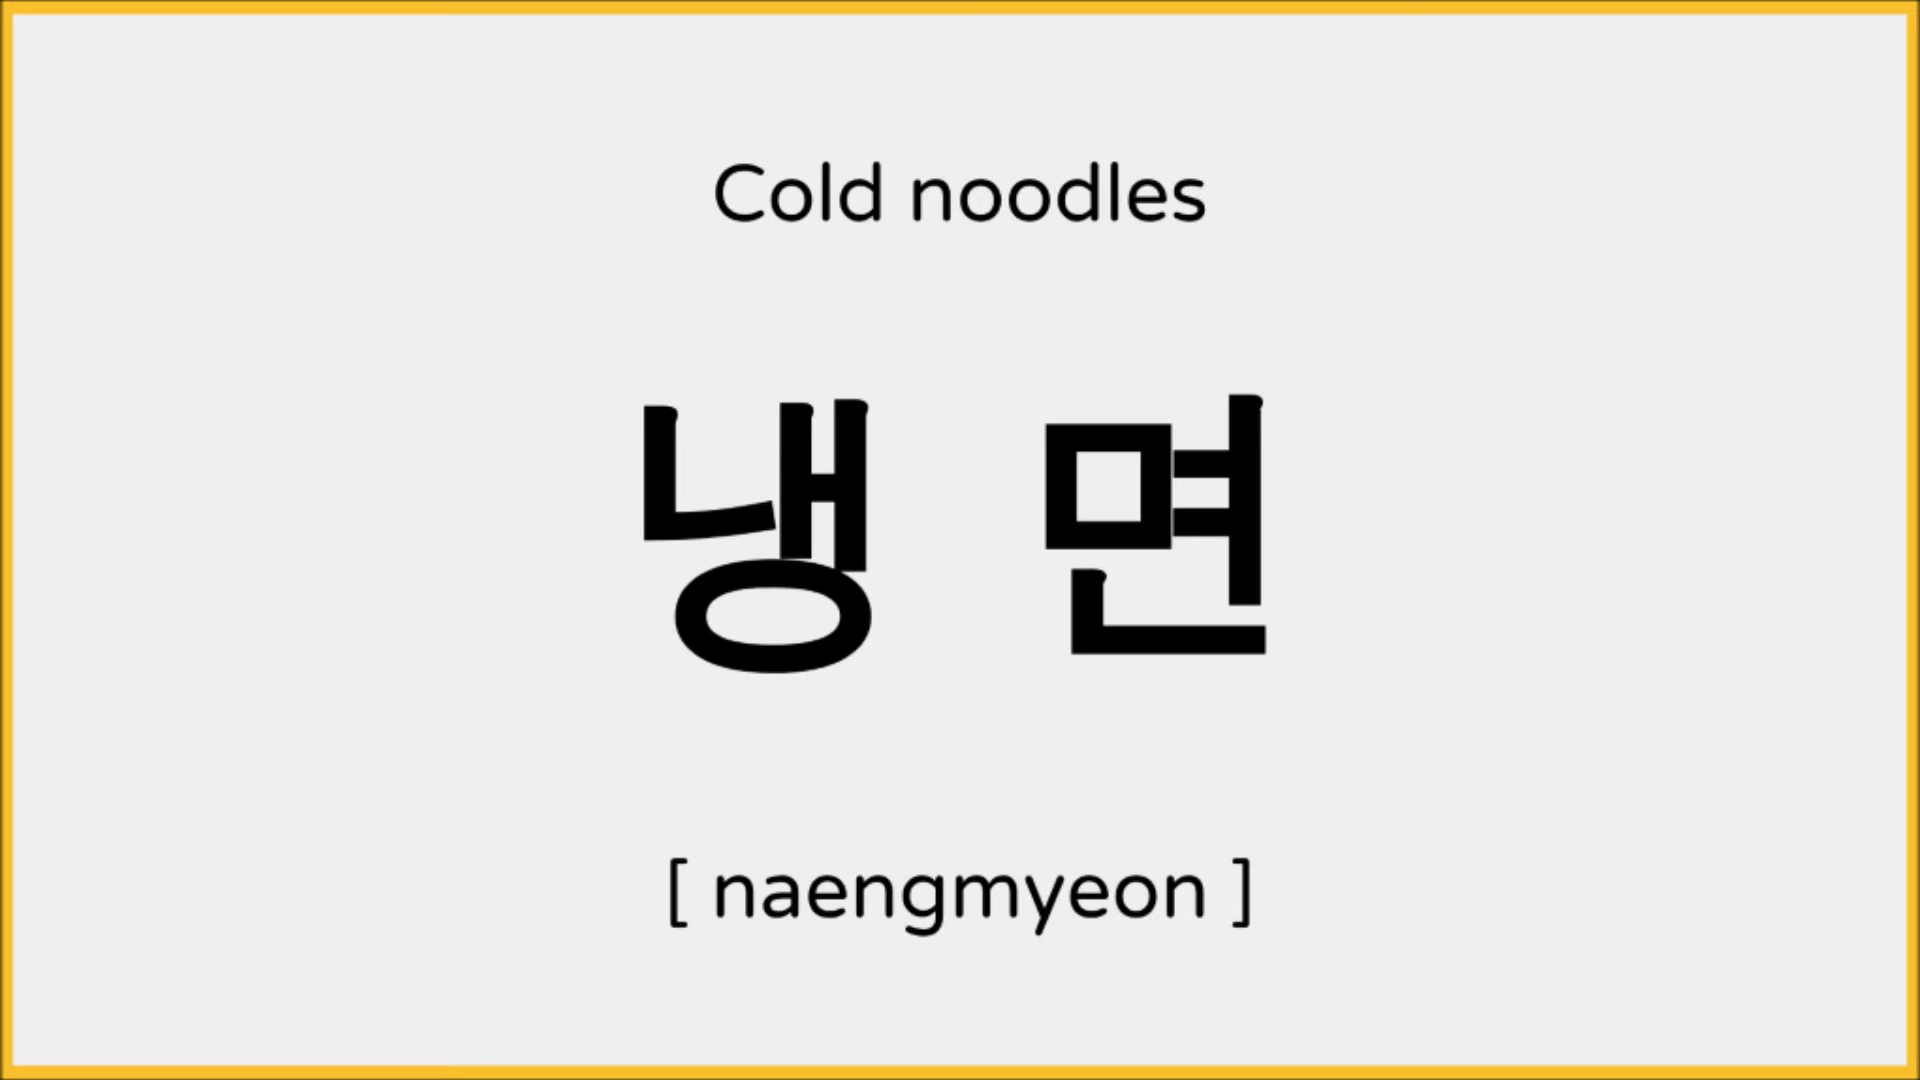 Cold noodles
냉 면
[ naengmyeon ]